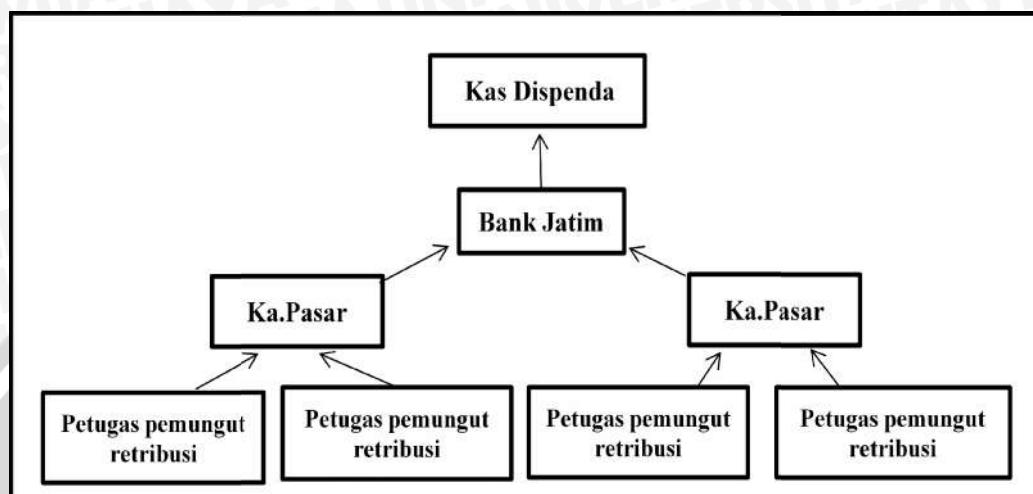 Kas Dispenda
Bank Jatim
Ka.Pasar
Ka.Pasar
Petugas pemungut
retribusi
Petugas pemungut
retribusi
Petugas pemungut
retribusi
Petugas pemungut
retribusi